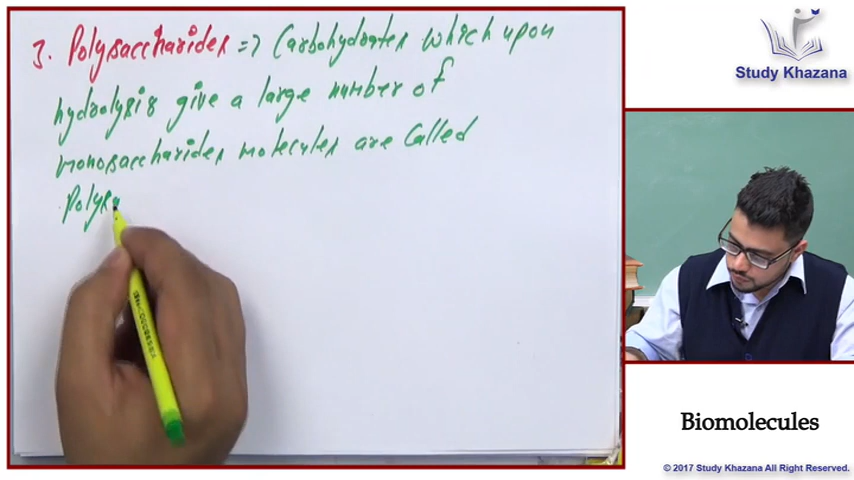 3. Polysaccharides => Carbohydrates which upon
hydrolysis give a large number of
monosaccharides molecules are called
Polys
Study Khazana
Biomolecules
© 2017 Study Khazana All Right Reserved.